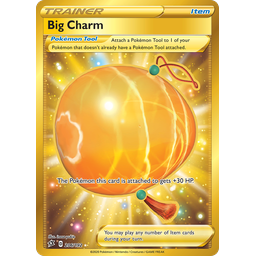 TRAINER Item
Big Charm
Pokémon Tool
Attach a Pokémon Tool to 1 of your
Pokémon that doesn't already have a Pokémon Tool attached.
The Pokémon this card is attached to gets +30 HP.
You may play any number of Item cards
during your turn.